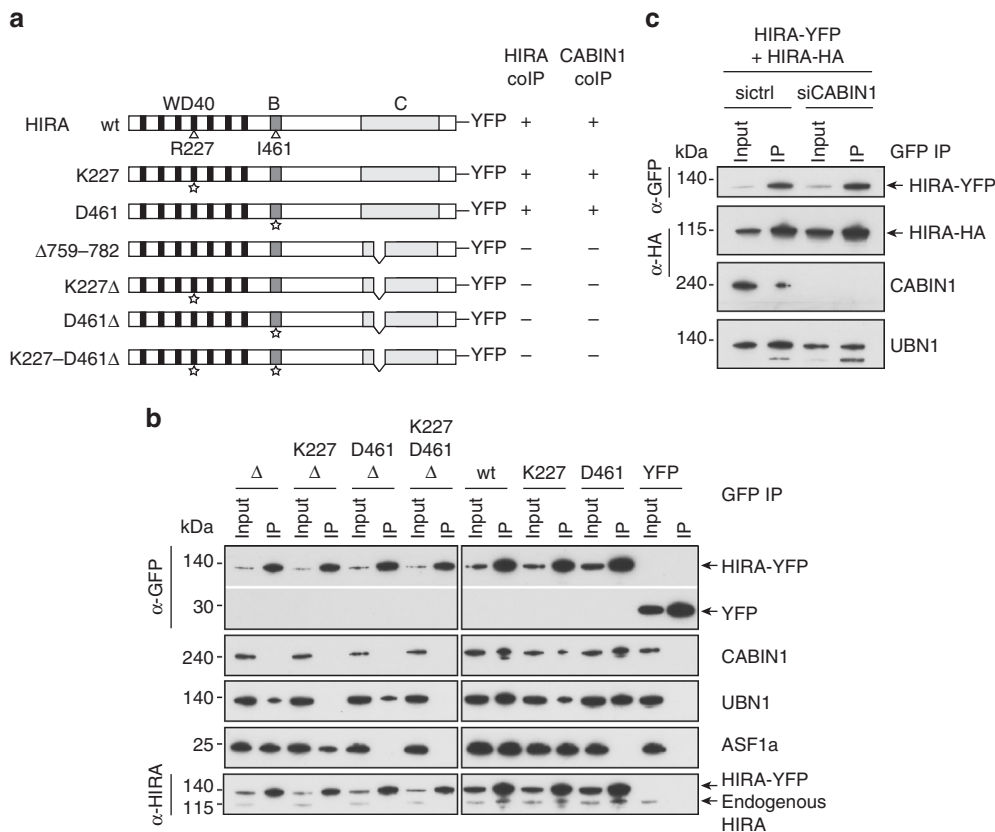 a
HIRA coIP
CABIN1 coIP
WD40 B C
HIRA wt YFP + +
R227 I461
K227 YFP + +
D461 YFP + +
Δ759–782 YFP – –
K227Δ YFP – –
D461Δ YFP – –
K227–D461Δ YFP – –
c
HIRA-YFP
+ HIRA-HA
sictrl siCABIN1
Input IP Input IP GFP IP
kDa
α-GFP 140- HIRA-YFP
α-HA 115- HIRA-HA
240- CABIN1
140- UBN1
b
Δ
K227 Δ
D461 Δ
K227 D461 Δ
wt K227 D461 YFP
GFP IP
Input IP Input IP Input IP Input IP Input IP Input IP Input IP Input IP
kDa
α-GFP
140- HIRA-YFP
30- YFP
240- CABIN1
140- UBN1
25- ASF1a
α-HIRA
140- HIRA-YFP
115- Endogenous
HIRA